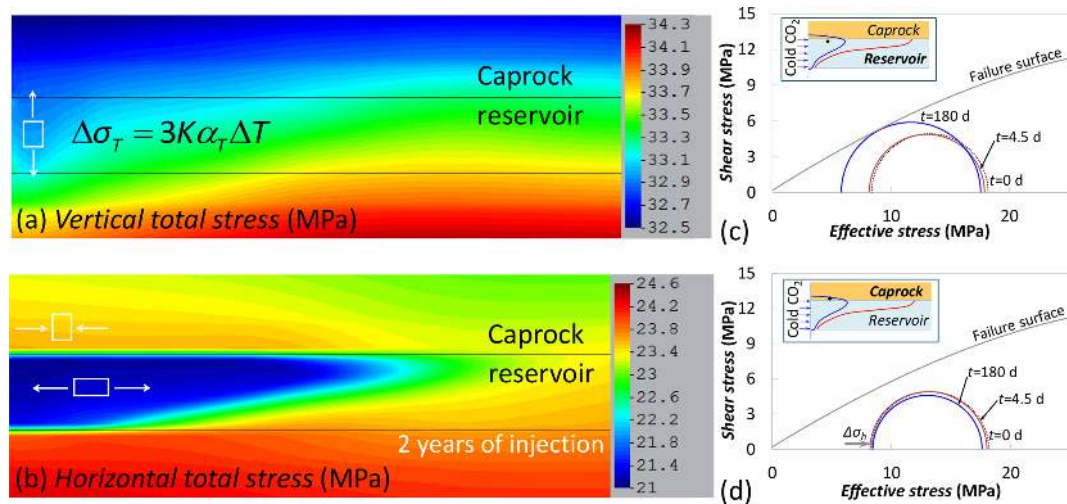 34.3
34.2
33.9
33.7
33.5
33.3
33.1
32.9
32.8
32.6
32.5
Caprock
reservoir
Δσ_T = 3Kα_TΔT
(a) Vertical total stress (MPa)
24.6
24.2
23.8
23.4
23
22.6
22.2
21.8
21.4
21
Caprock
reservoir
2 years of injection
(b) Horizontal total stress (MPa)
(c)
Shear stress (MPa)
15
12
9
6
3
0
Cold CO2
Caprock
Reservoir
Failure surface
t=180 d
t=4.5 d
t=0 d
0
10
20
Effective stress (MPa)
(d)
Shear stress (MPa)
15
12
9
6
3
0
Cold CO2
Caprock
Reservoir
Failure surface
t=180 d
t=4.5 d
t=0 d
Δσh
0
10
20
Effective stress (MPa)